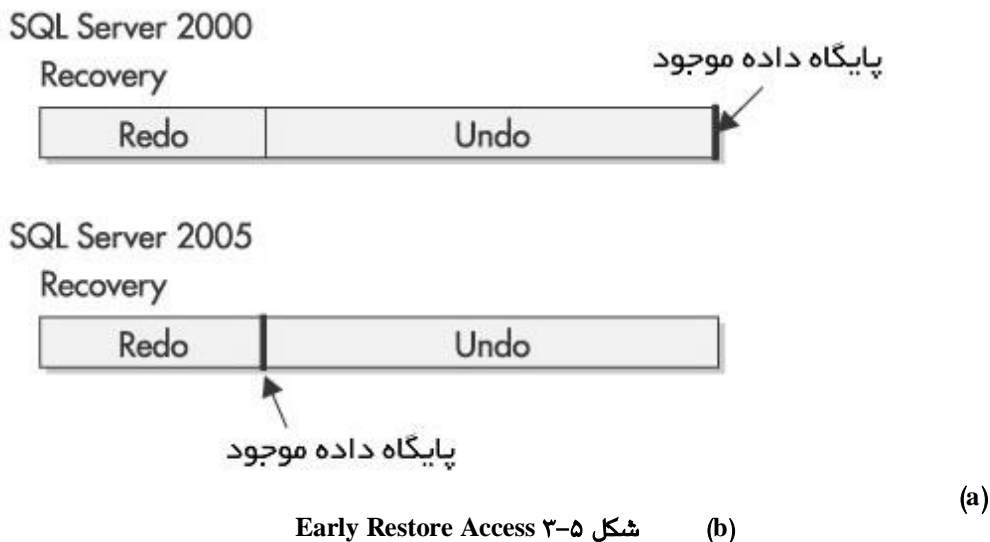 SQL Server 2000
Recovery
پایگاه داده موجود
Redo Undo
SQL Server 2005
Recovery
Redo Undo
پایگاه داده موجود
(a)
شکل ۵-۳ Early Restore Access (b)